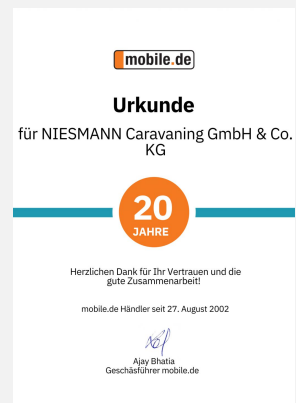 mobile.de
Urkunde
für NIESMANN Caravaning GmbH & Co.
KG
20
JAHRE
Herzlichen Dank für Ihr Vertrauen und die
gute Zusammenarbeit!
mobile.de Händler seit 27. August 2002
Ajay Bhatia
Geschäsführer mobile.de